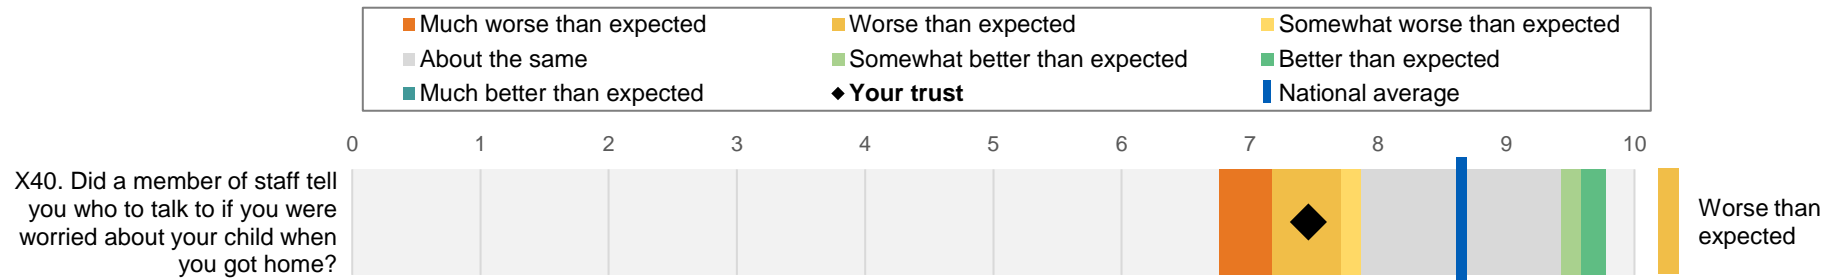 Much worse than expected
Worse than expected
Somewhat worse than expected
About the same
Somewhat better than expected
Better than expected
Much better than expected
Your trust
National average
0 1 2 3 4 5 6 7 8 9 10
X40. Did a member of staff tell
you who to talk to if you were
worried about your child when
you got home?
Worse than
expected